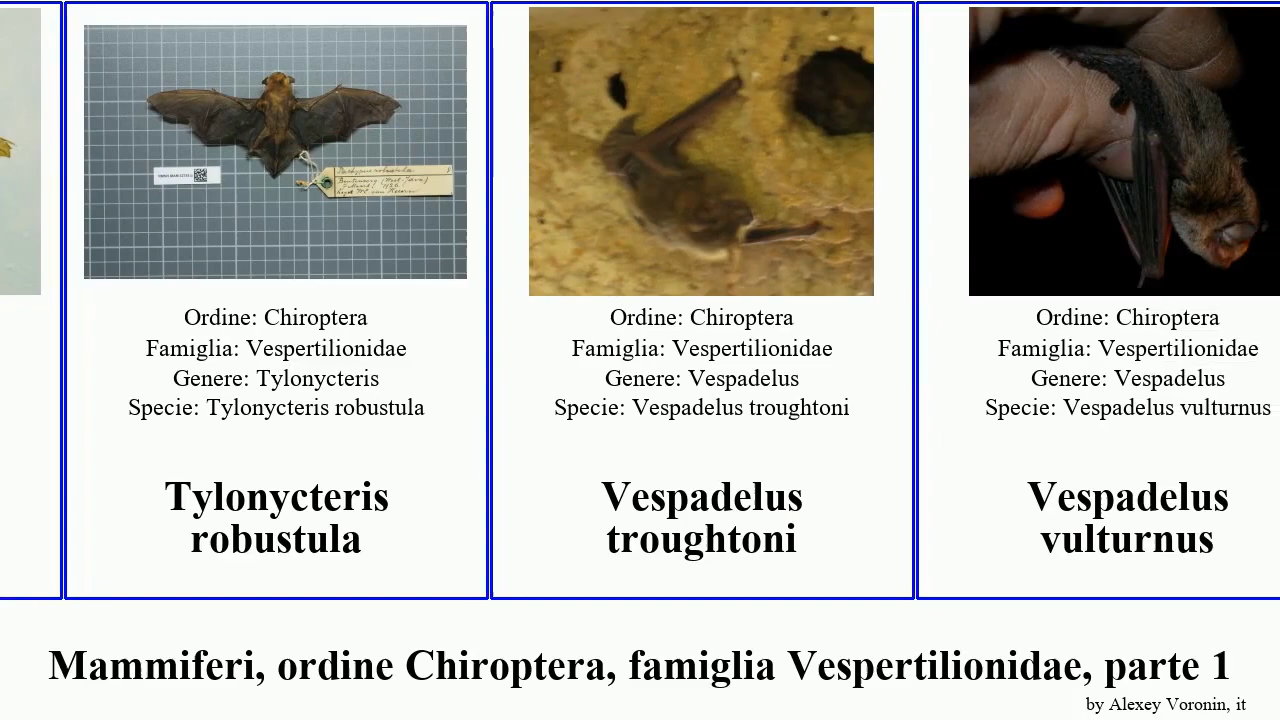 Ordine: Chiroptera
Famiglia: Vespertilionidae
Genere: Tylonycteris
Specie: Tylonycteris robustula
Tylonycteris
robustula
Ordine: Chiroptera
Famiglia: Vespertilionidae
Genere: Vespadelus
Specie: Vespadelus troughtoni
Vespadelus
troughtoni
Ordine: Chiroptera
Famiglia: Vespertilionidae
Genere: Vespadelus
Specie: Vespadelus vulturnus
Vespadelus
vulturnus
Mammiferi, ordine Chiroptera, famiglia Vespertilionidae, parte 1
by Alexey Voronin, it